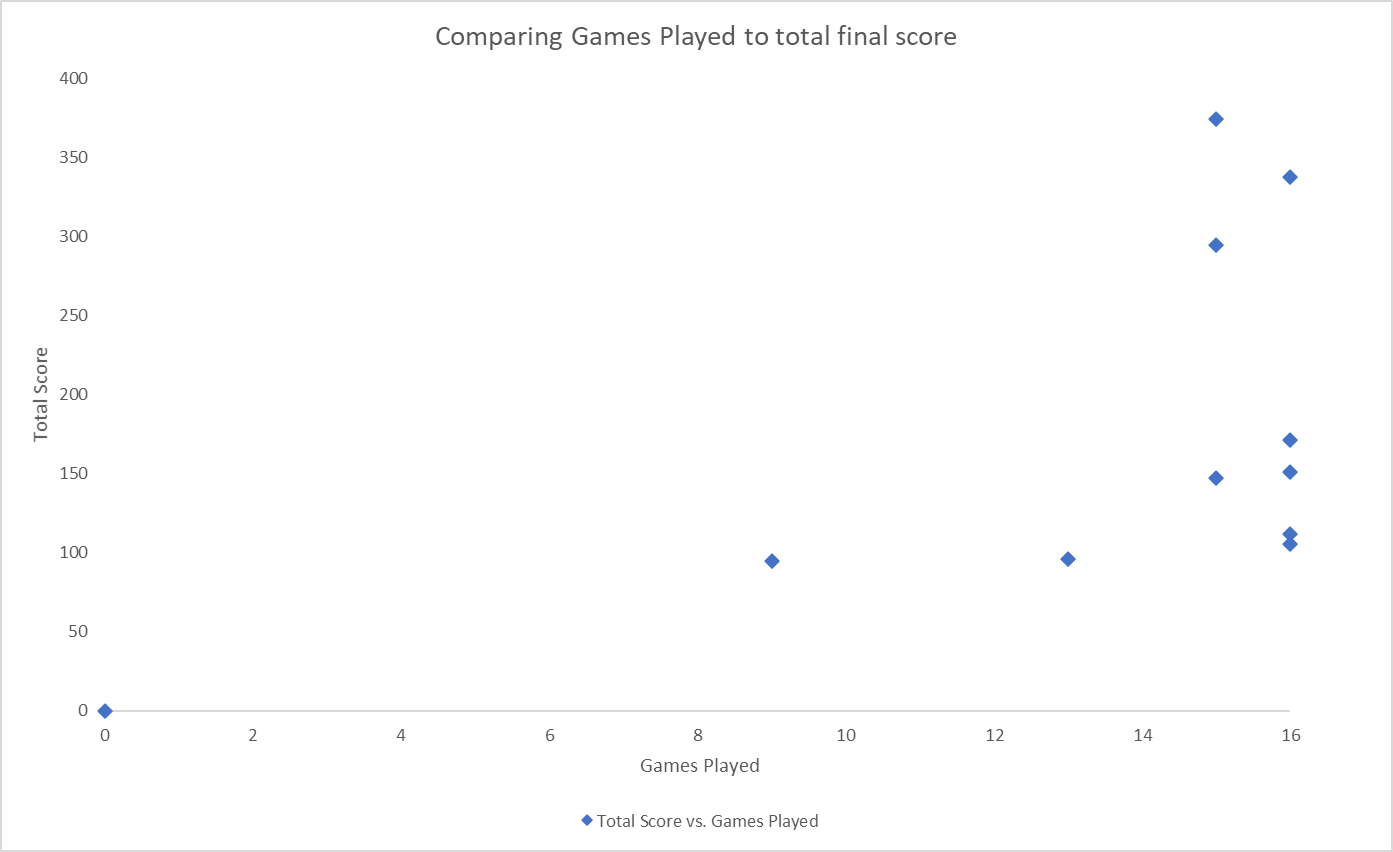 Comparing Games Played to total final score
400
350
300
250
200
150
100
50
0
Total Score
0 2 4 6 8 10 12 14 16
Games Played
Total Score vs. Games Played